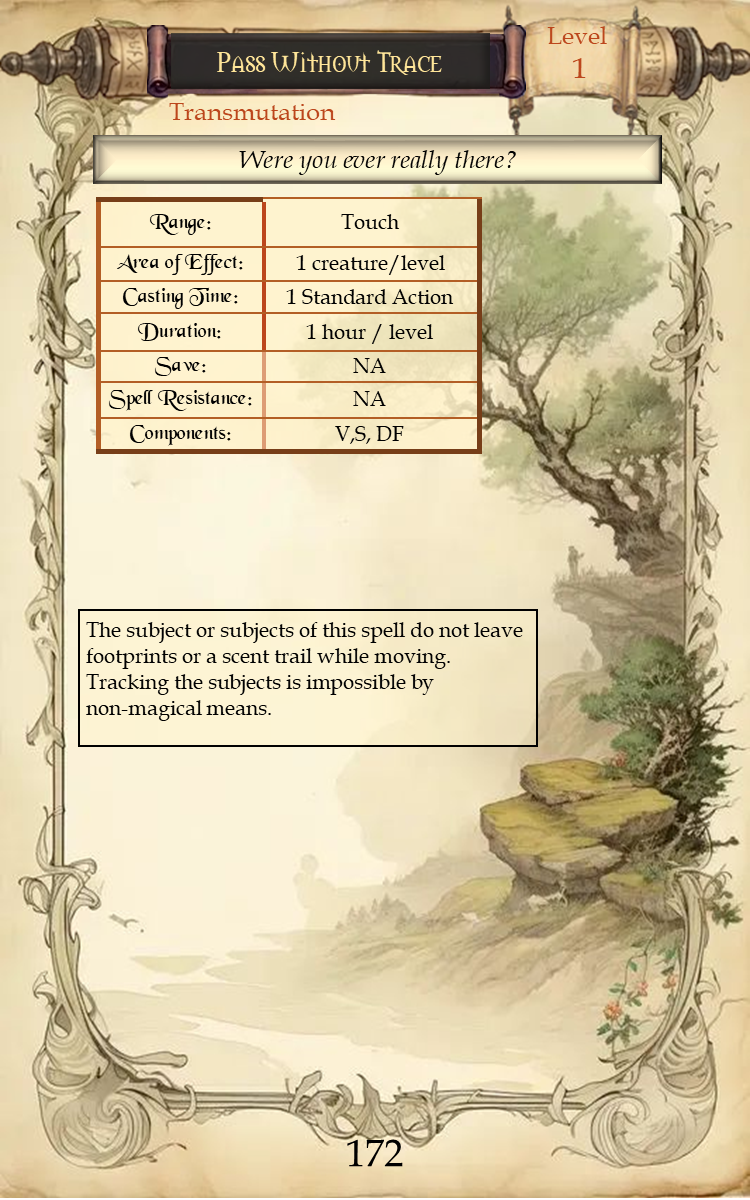 Pass Without Trace
Level
1
Transmutation
Were you ever really there?
Range: Touch
Area of Effect: 1 creature/level
Casting Time: 1 Standard Action
Duration: 1 hour / level
Save: NA
Spell Resistance: NA
Components: V,S, DF
The subject or subjects of this spell do not leave
footprints or a scent trail while moving.
Tracking the subjects is impossible by
non-magical means.
172